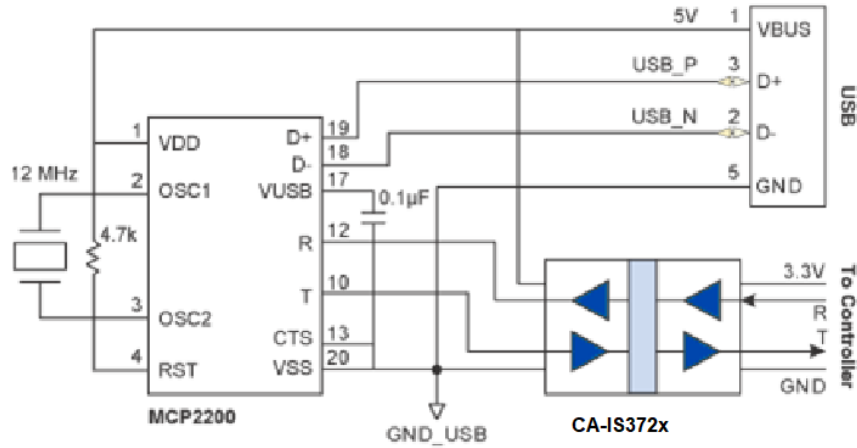 5V 1 VBUS
USB_P 3 D+
USB_N 2 D-
5 GND
USB
12 MHz
1 VDD
2 OSC1
4.7k
3 OSC2
4 RST
D+ 19
D- 18
VUSB 17
0.1µF
R 12
T 10
CTS 13
VSS 20
MCP2200
GND_USB
CA-IS372x
3.3V
R
T
GND
To Controller